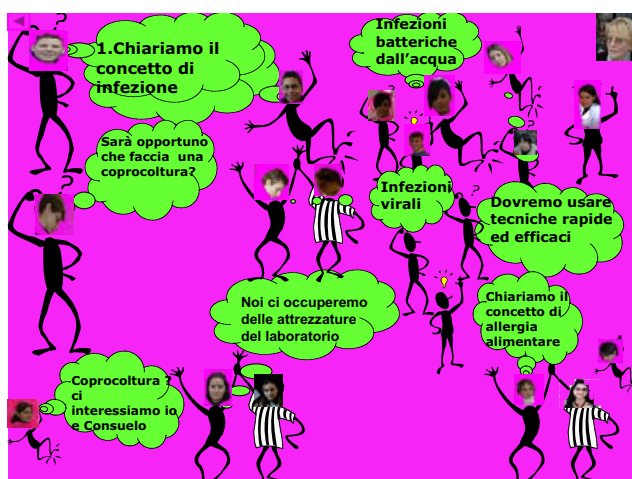 1.Chiariamo il
concetto di
infezione
Infezioni
batteriche
dall'acqua
Sarà opportuno
che faccia una
coprocoltura?
Infezioni
virali
Dovremo usare
tecniche rapide
ed efficaci
Noi ci occuperemo
delle attrezzature
del laboratorio
Chiariamo il
concetto di
allergia
alimentare
Coprocoltura ?
ci
interessiamo io
e Consuelo